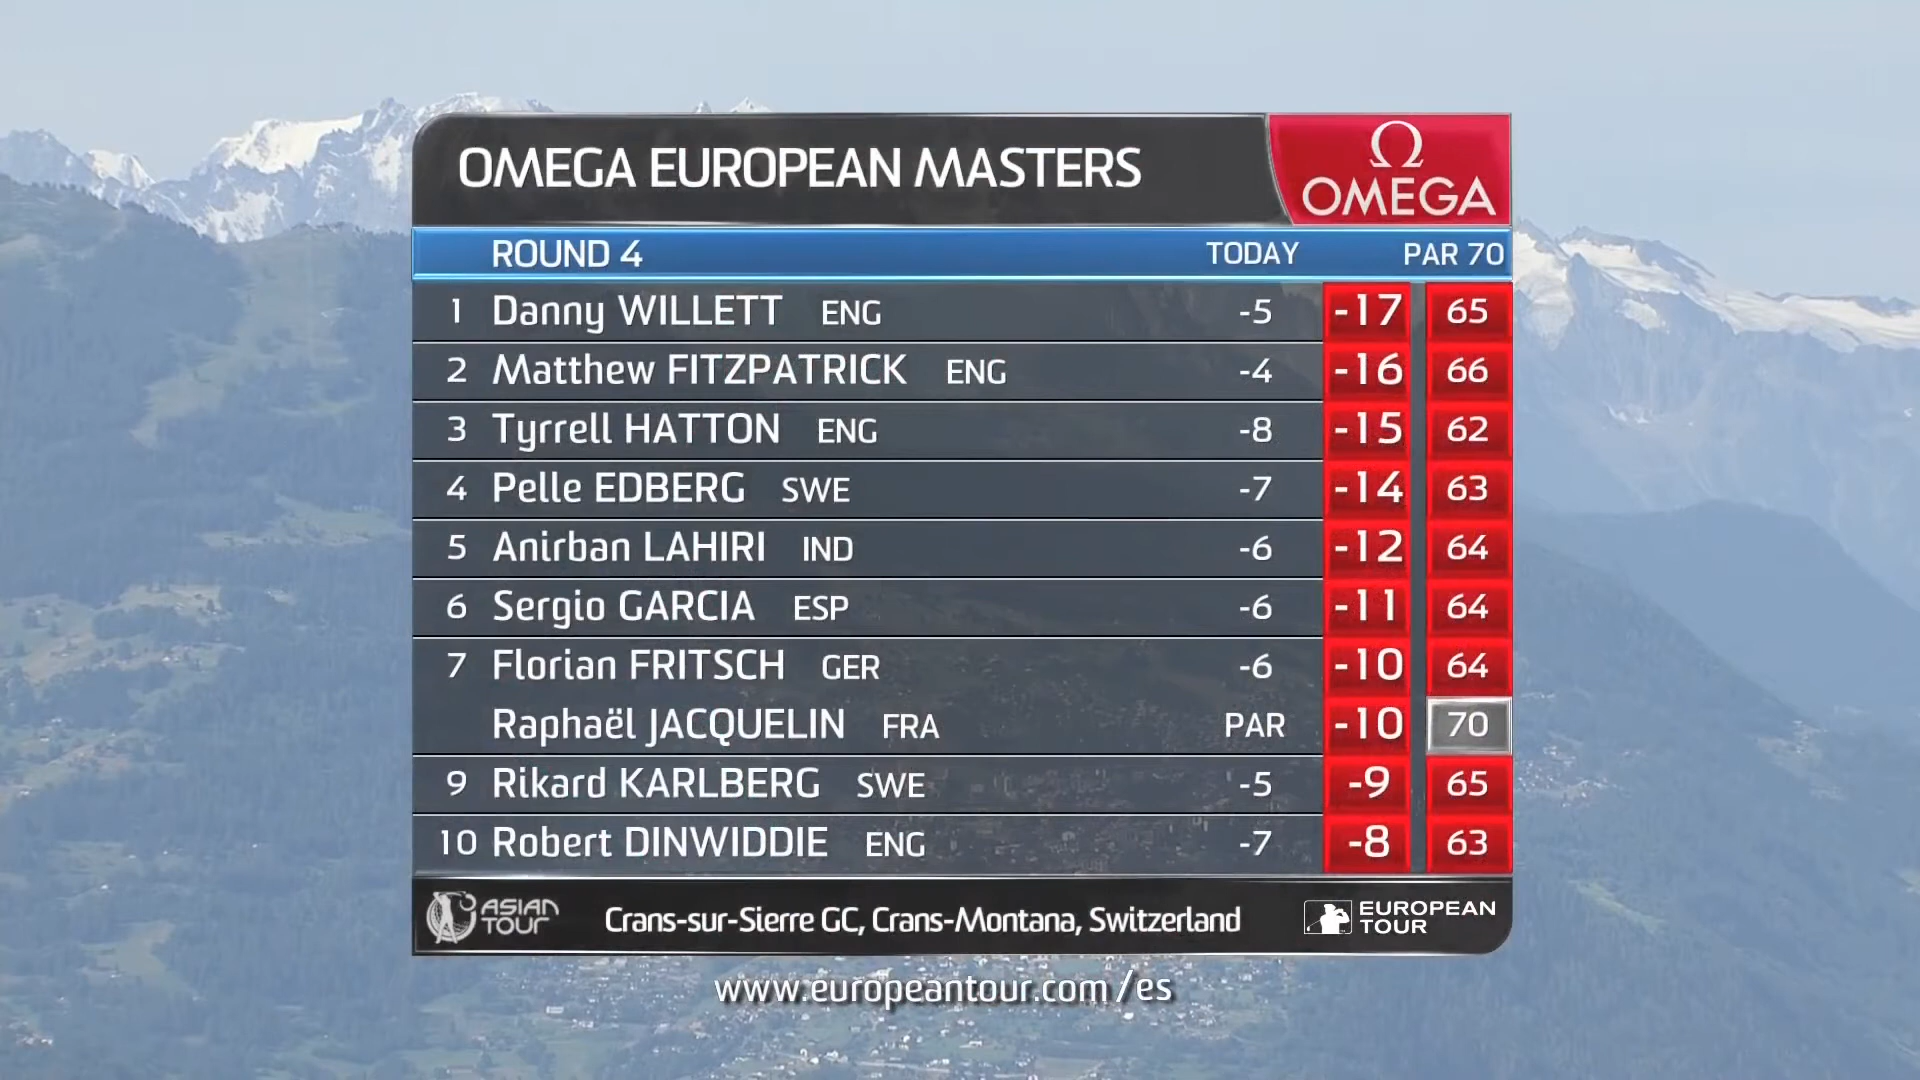 OMEGA EUROPEAN MASTERS
Ω
OMEGA
ROUND 4 TODAY PAR 70
1 Danny WILLETT ENG -5 -17 65
2 Matthew FITZPATRICK ENG -4 -16 66
3 Tyrrell HATTON ENG -8 -15 62
4 Pelle EDBERG SWE -7 -14 63
5 Anirban LAHIRI IND -6 -12 64
6 Sergio GARCIA ESP -6 -11 64
7 Florian FRITSCH GER -6 -10 64
Raphaël JACQUELIN FRA PAR -10 70
9 Rikard KARLBERG SWE -5 -9 65
10 Robert DINWIDDIE ENG -7 -8 63
ASIAN TOUR
Crans-sur-Sierre GC, Crans-Montana, Switzerland
EUROPEAN TOUR
www.europeantour.com/es